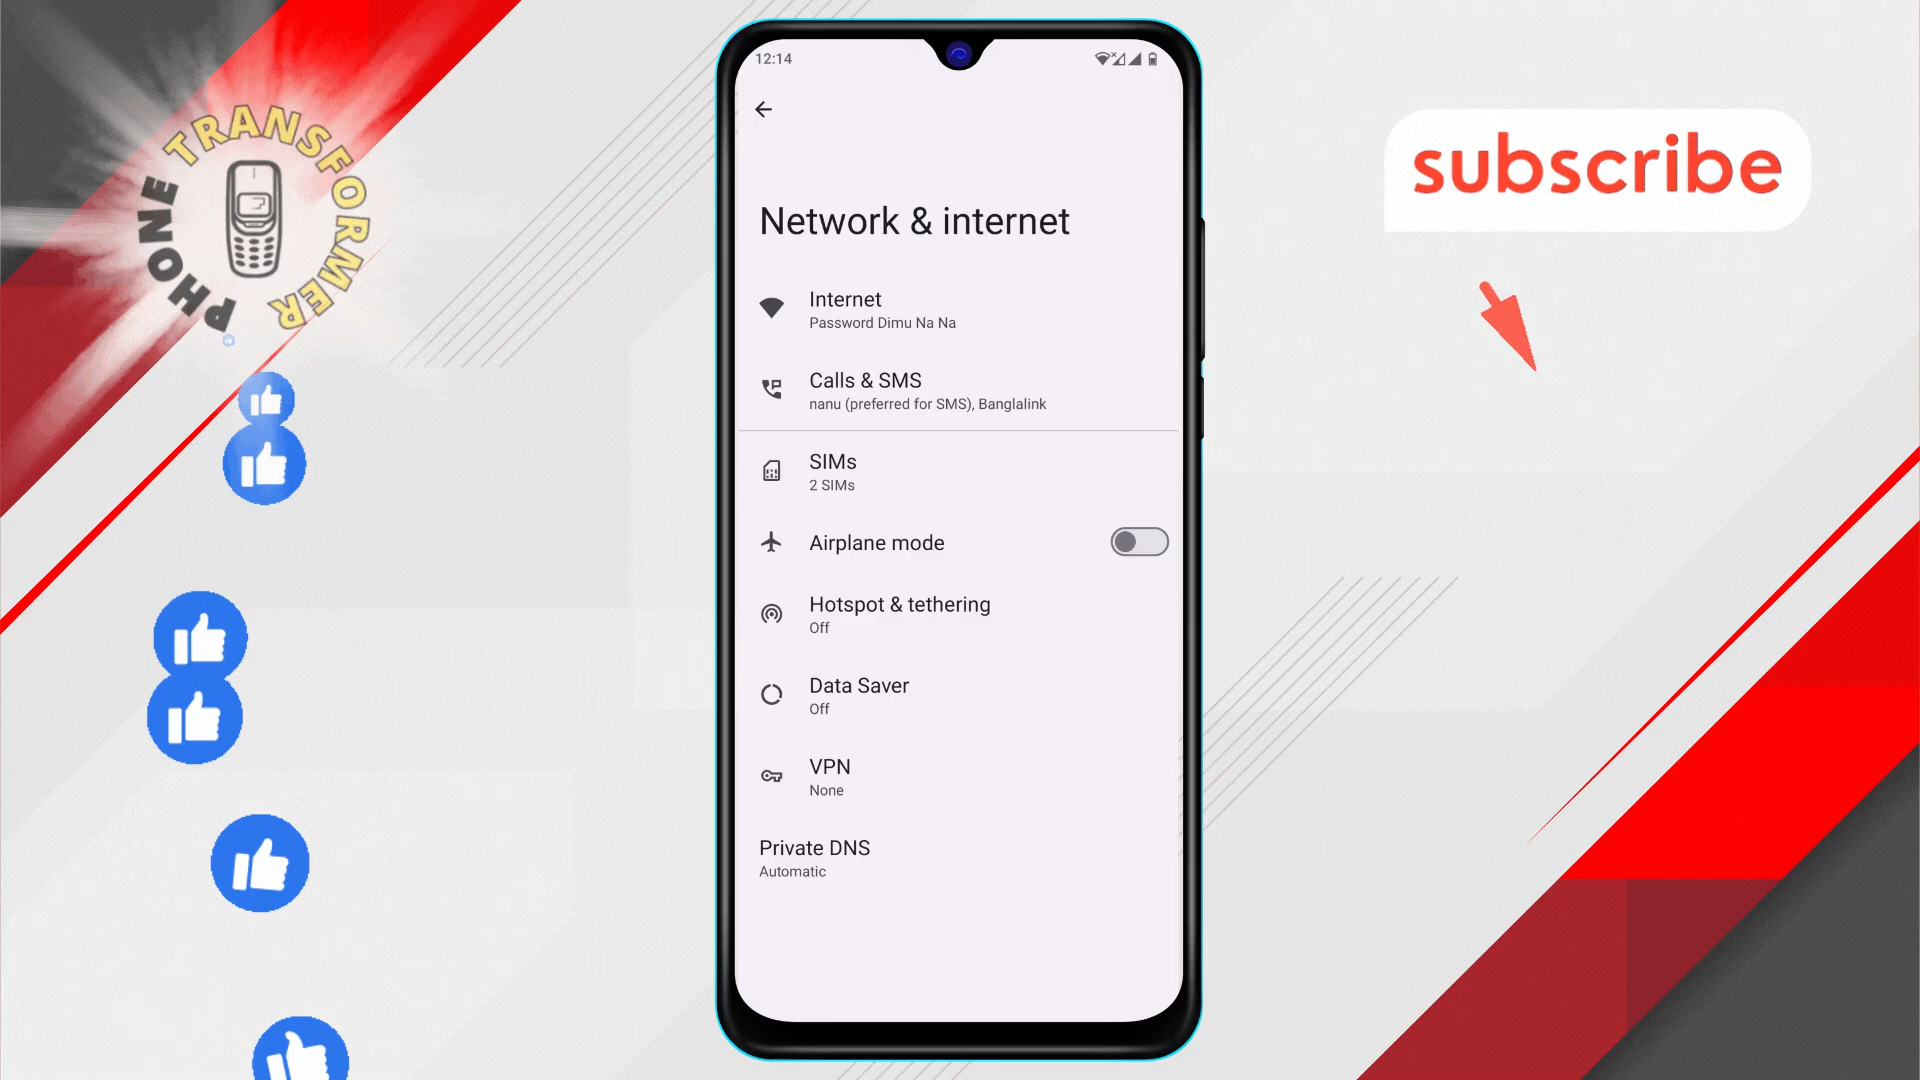 PHONE TRANSFORMER
subscribe
12:14
Network & internet
Internet
Password Dimu Na Na
Calls & SMS
nanu (preferred for SMS), Banglalink
SIMs
2 SIMs
Airplane mode
Hotspot & tethering
Off
Data Saver
Off
VPN
None
Private DNS
Automatic